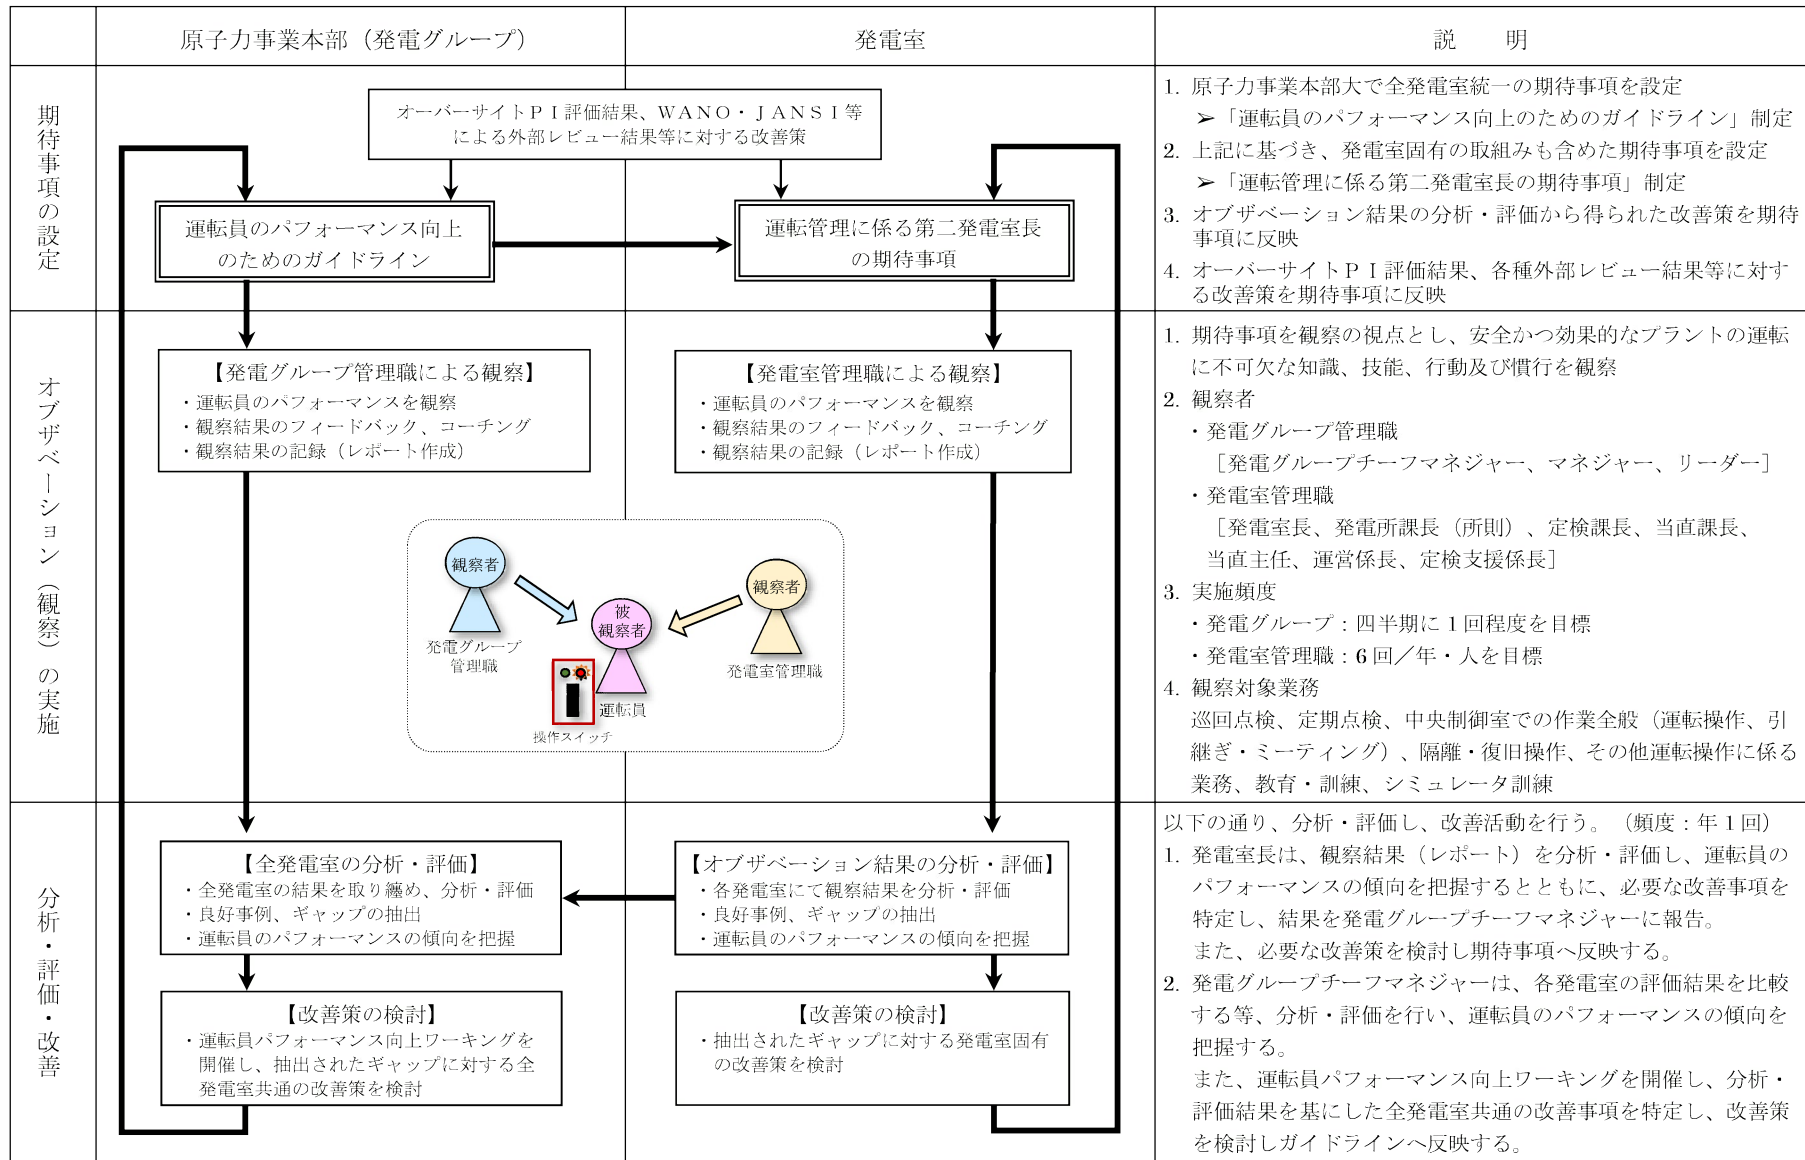 原子力事業本部（発電グループ）
発電室
説　　明
期待事項の設定
オーバーサイトＰＩ評価結果、ＷＡＮＯ・ＪＡＮＳＩ等
による外部レビュー結果等に対する改善策
運転員のパフォーマンス向上
のためのガイドライン
運転管理に係る第二発電室長
の期待事項
1. 原子力事業本部大で全発電室統一の期待事項を設定
➢「運転員のパフォーマンス向上のためのガイドライン」制定
2. 上記に基づき、発電室固有の取組みも含めた期待事項を設定
➢「運転管理に係る第二発電室長の期待事項」制定
3. オブザベーション結果の分析・評価から得られた改善策を期待
事項に反映
4. オーバーサイトＰＩ評価結果、各種外部レビュー結果等に対す
る改善策を期待事項に反映
オブザベーション（観察）の実施
【発電グループ管理職による観察】
・運転員のパフォーマンスを観察
・観察結果のフィードバック、コーチング
・観察結果の記録（レポート作成）
【発電室管理職による観察】
・運転員のパフォーマンスを観察
・観察結果のフィードバック、コーチング
・観察結果の記録（レポート作成）
観察者
発電グループ
管理職
被
観察者
運転員
操作スイッチ
観察者
発電室管理職
1. 期待事項を観察の視点とし、安全かつ効果的なプラントの運転
に不可欠な知識、技能、行動及び慣行を観察
2. 観察者
・発電グループ管理職
［発電グループチーフマネジャー、マネジャー、リーダー］
・発電室管理職
［発電室長、発電所課長（所則）、定検課長、当直課長、
当直主任、運営係長、定検支援係長］
3. 実施頻度
・発電グループ：四半期に１回程度を目標
・発電室管理職：6 回／年・人を目標
4. 観察対象業務
巡回点検、定期点検、中央制御室での作業全般（運転操作、引
継ぎ・ミーティング）、隔離・復旧操作、その他運転操作に係る
業務、教育・訓練、シミュレータ訓練
分析・評価・改善
【全発電室の分析・評価】
・全発電室の結果を取り纏め、分析・評価
・良好事例、ギャップの抽出
・運転員のパフォーマンスの傾向を把握
【オブザベーション結果の分析・評価】
・各発電室にて観察結果を分析・評価
・良好事例、ギャップの抽出
・運転員のパフォーマンスの傾向を把握
【改善策の検討】
・運転員パフォーマンス向上ワーキングを
開催し、抽出されたギャップに対する全
発電室共通の改善策を検討
【改善策の検討】
・抽出されたギャップに対する発電室固有
の改善策を検討
以下の通り、分析・評価し、改善活動を行う。（頻度：年１回）
1. 発電室長は、観察結果（レポート）を分析・評価し、運転員の
パフォーマンスの傾向を把握するとともに、必要な改善事項を
特定し、結果を発電グループチーフマネジャーに報告。
また、必要な改善策を検討し期待事項へ反映する。
2. 発電グループチーフマネジャーは、各発電室の評価結果を比較
する等、分析・評価を行い、運転員のパフォーマンスの傾向を
把握する。
また、運転員パフォーマンス向上ワーキングを開催し、分析・
評価結果を基にした全発電室共通の改善事項を特定し、改善策
を検討しガイドラインへ反映する。